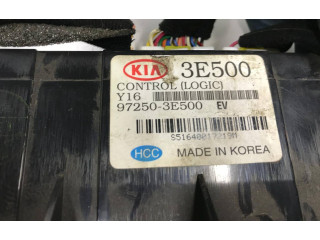 KIA 3E500
CONTROL (LOGIC)
Y16
97250-3E500 EV
HCC MADE IN KOREA